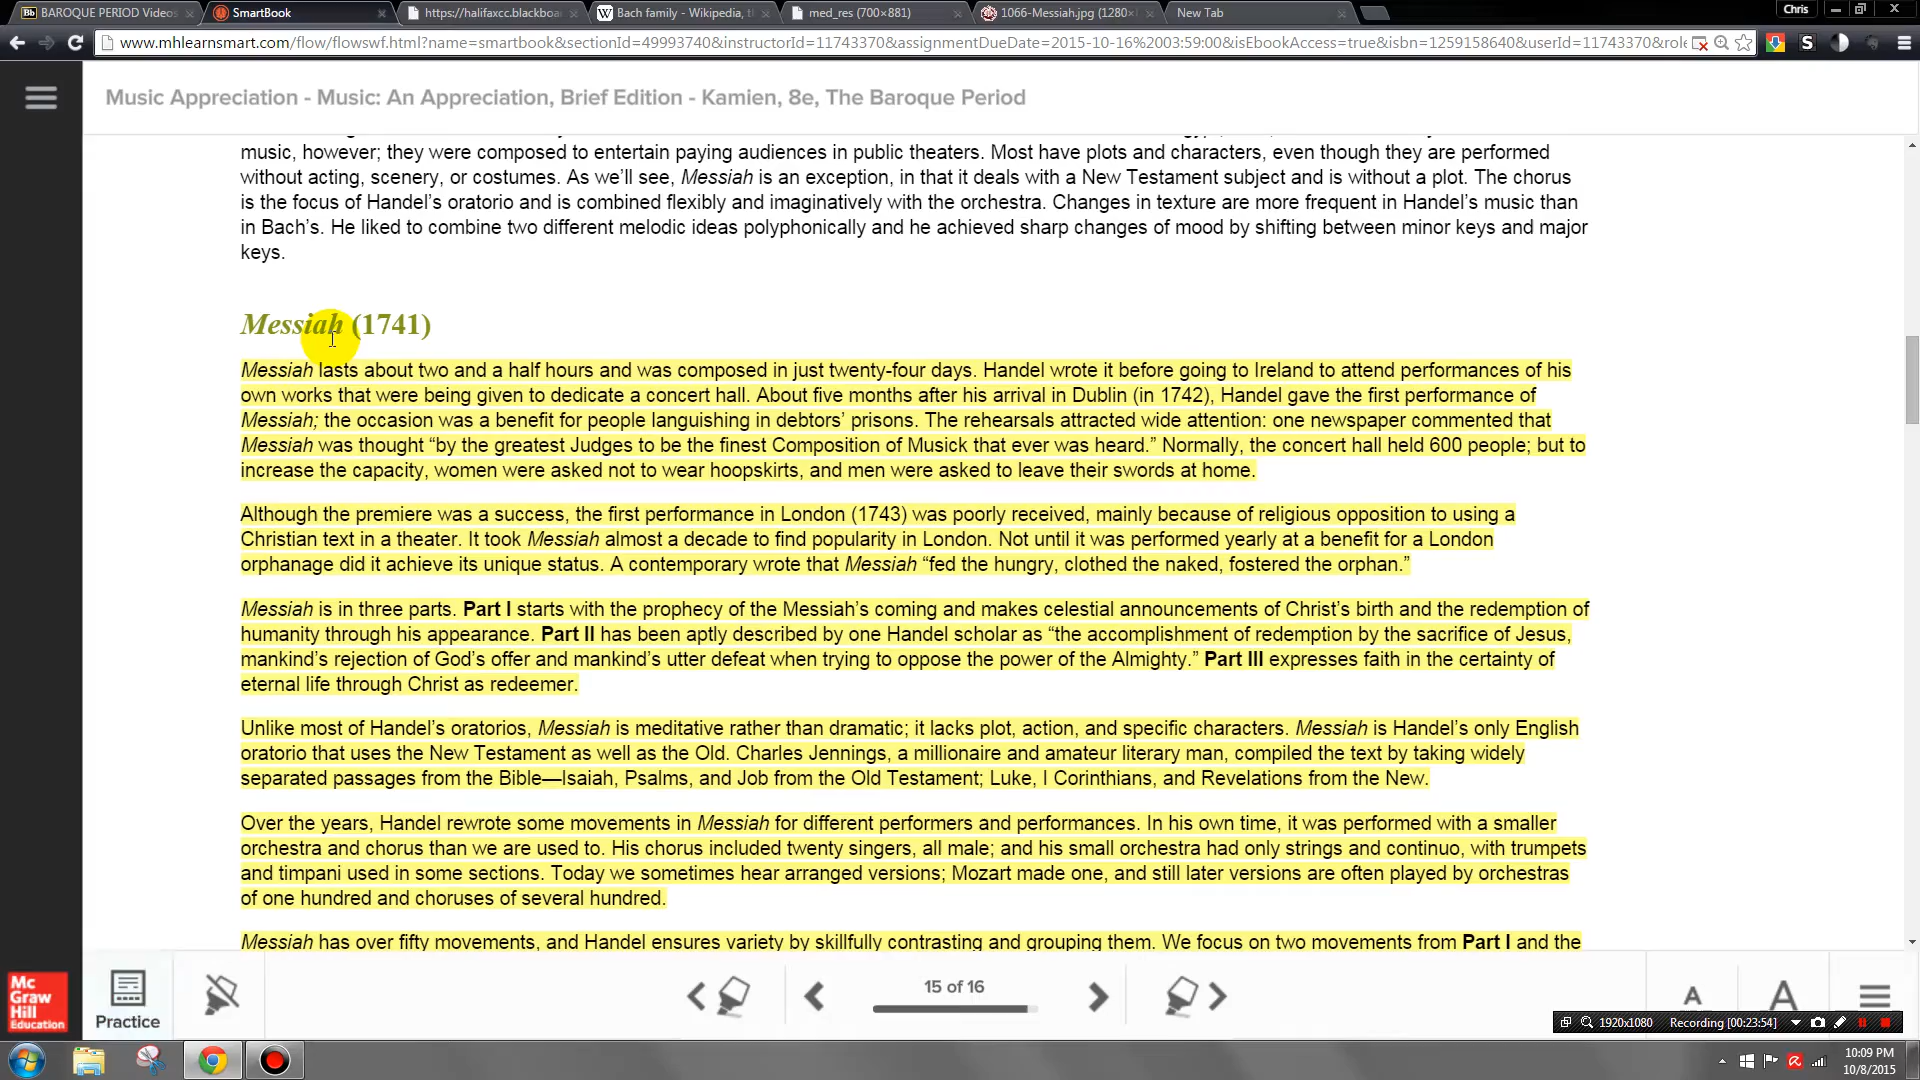 BAROQUE PERIOD Videos
SmartBook
https://halifaxcc.blackboa
Bach family - Wikipedia, t
med_res (700×881)
1066-Messiah.jpg (1280×
New Tab
Chris
www.mhlearnsmart.com/flow/flowswf.html?name=smartbook&sectionId=49993740&instructorId=11743370&assignmentDueDate=2015-10-16%2003:59:00&isEbookAccess=true&isbn=1259158640&userId=11743370&role
Music Appreciation - Music: An Appreciation, Brief Edition - Kamien, 8e, The Baroque Period
music, however; they were composed to entertain paying audiences in public theaters. Most have plots and characters, even though they are performed
without acting, scenery, or costumes. As we’ll see, Messiah is an exception, in that it deals with a New Testament subject and is without a plot. The chorus
is the focus of Handel’s oratorio and is combined flexibly and imaginatively with the orchestra. Changes in texture are more frequent in Handel’s music than
in Bach’s. He liked to combine two different melodic ideas polyphonically and he achieved sharp changes of mood by shifting between minor keys and major
keys.
Messiah (1741)
Messiah lasts about two and a half hours and was composed in just twenty-four days. Handel wrote it before going to Ireland to attend performances of his
own works that were being given to dedicate a concert hall. About five months after his arrival in Dublin (in 1742), Handel gave the first performance of
Messiah; the occasion was a benefit for people languishing in debtors’ prisons. The rehearsals attracted wide attention: one newspaper commented that
Messiah was thought “by the greatest Judges to be the finest Composition of Musick that ever was heard.” Normally, the concert hall held 600 people; but to
increase the capacity, women were asked not to wear hoopskirts, and men were asked to leave their swords at home.
Although the premiere was a success, the first performance in London (1743) was poorly received, mainly because of religious opposition to using a
Christian text in a theater. It took Messiah almost a decade to find popularity in London. Not until it was performed yearly at a benefit for a London
orphanage did it achieve its unique status. A contemporary wrote that Messiah “fed the hungry, clothed the naked, fostered the orphan.”
Messiah is in three parts. Part I starts with the prophecy of the Messiah’s coming and makes celestial announcements of Christ’s birth and the redemption of
humanity through his appearance. Part II has been aptly described by one Handel scholar as “the accomplishment of redemption by the sacrifice of Jesus,
mankind’s rejection of God’s offer and mankind’s utter defeat when trying to oppose the power of the Almighty.” Part III expresses faith in the certainty of
eternal life through Christ as redeemer.
Unlike most of Handel’s oratorios, Messiah is meditative rather than dramatic; it lacks plot, action, and specific characters. Messiah is Handel’s only English
oratorio that uses the New Testament as well as the Old. Charles Jennings, a millionaire and amateur literary man, compiled the text by taking widely
separated passages from the Bible—Isaiah, Psalms, and Job from the Old Testament; Luke, I Corinthians, and Revelations from the New.
Over the years, Handel rewrote some movements in Messiah for different performers and performances. In his own time, it was performed with a smaller
orchestra and chorus than we are used to. His chorus included twenty singers, all male; and his small orchestra had only strings and continuo, with trumpets
and timpani used in some sections. Today we sometimes hear arranged versions; Mozart made one, and still later versions are often played by orchestras
of one hundred and choruses of several hundred.
Messiah has over fifty movements, and Handel ensures variety by skillfully contrasting and grouping them. We focus on two movements from Part I and the
Mc
Graw
Hill
Education
Practice
15 of 16
A
A
1920x1080
Recording [00:23:54]
10:09 PM
10/8/2015